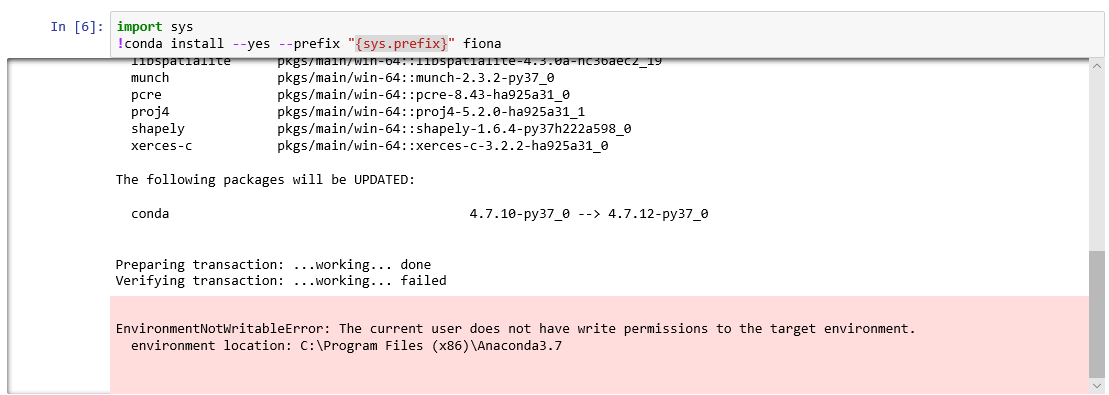 In [6]: import sys
!conda install --yes --prefix "{sys.prefix}" fiona
libspatialite pkgs/main/win-64::libspatialite-4.3.0a-hc36aec2_19
munch pkgs/main/win-64::munch-2.3.2-py37_0
pcre pkgs/main/win-64::pcre-8.43-ha925a31_0
proj4 pkgs/main/win-64::proj4-5.2.0-ha925a31_1
shapely pkgs/main/win-64::shapely-1.6.4-py37h222a598_0
xerces-c pkgs/main/win-64::xerces-c-3.2.2-ha925a31_0
The following packages will be UPDATED:
conda 4.7.10-py37_0 --> 4.7.12-py37_0
Preparing transaction: ...working... done
Verifying transaction: ...working... failed
EnvironmentNotWritableError: The current user does not have write permissions to the target environment.
environment location: C:\Program Files (x86)\Anaconda3.7